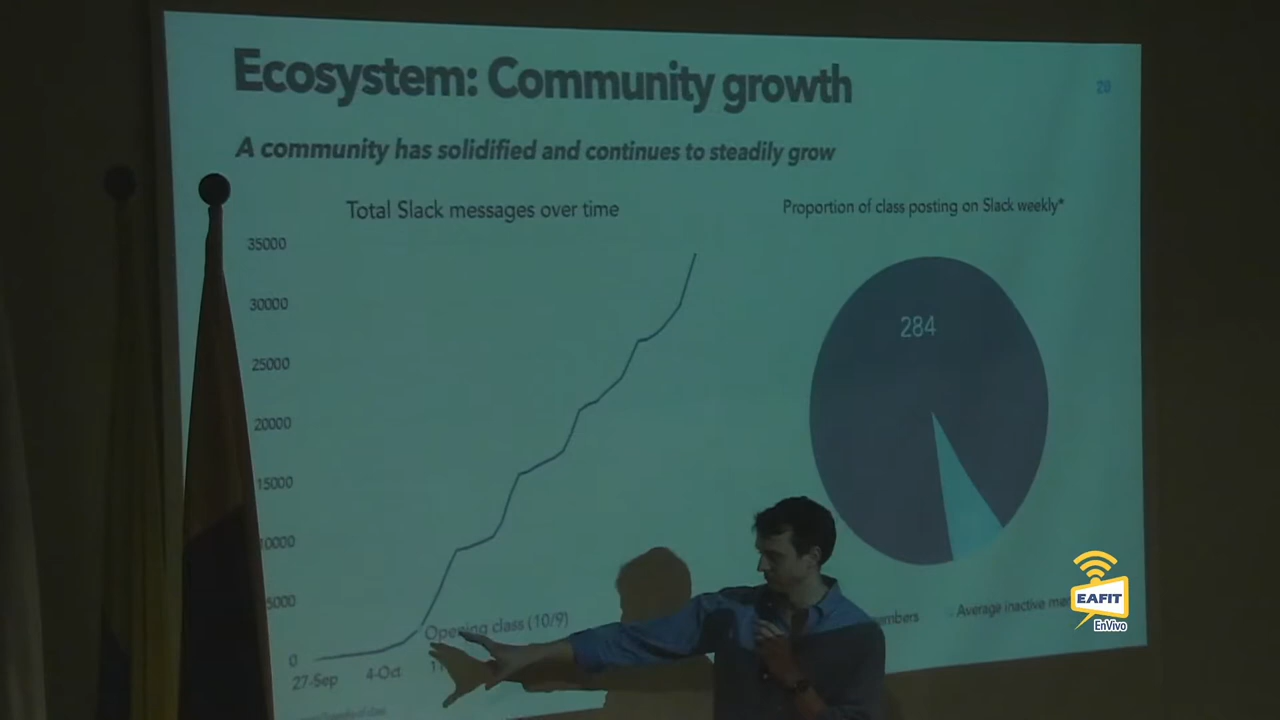 Ecosystem: Community growth
20
A community has solidified and continues to steadily grow
Total Slack messages over time
Proportion of class posting on Slack weekly*
35000
30000
25000
20000
15000
10000
5000
0
284
Opening class (10/9)
27-Sep
4-Oct
Average inactive
EAFIT
EnVivo